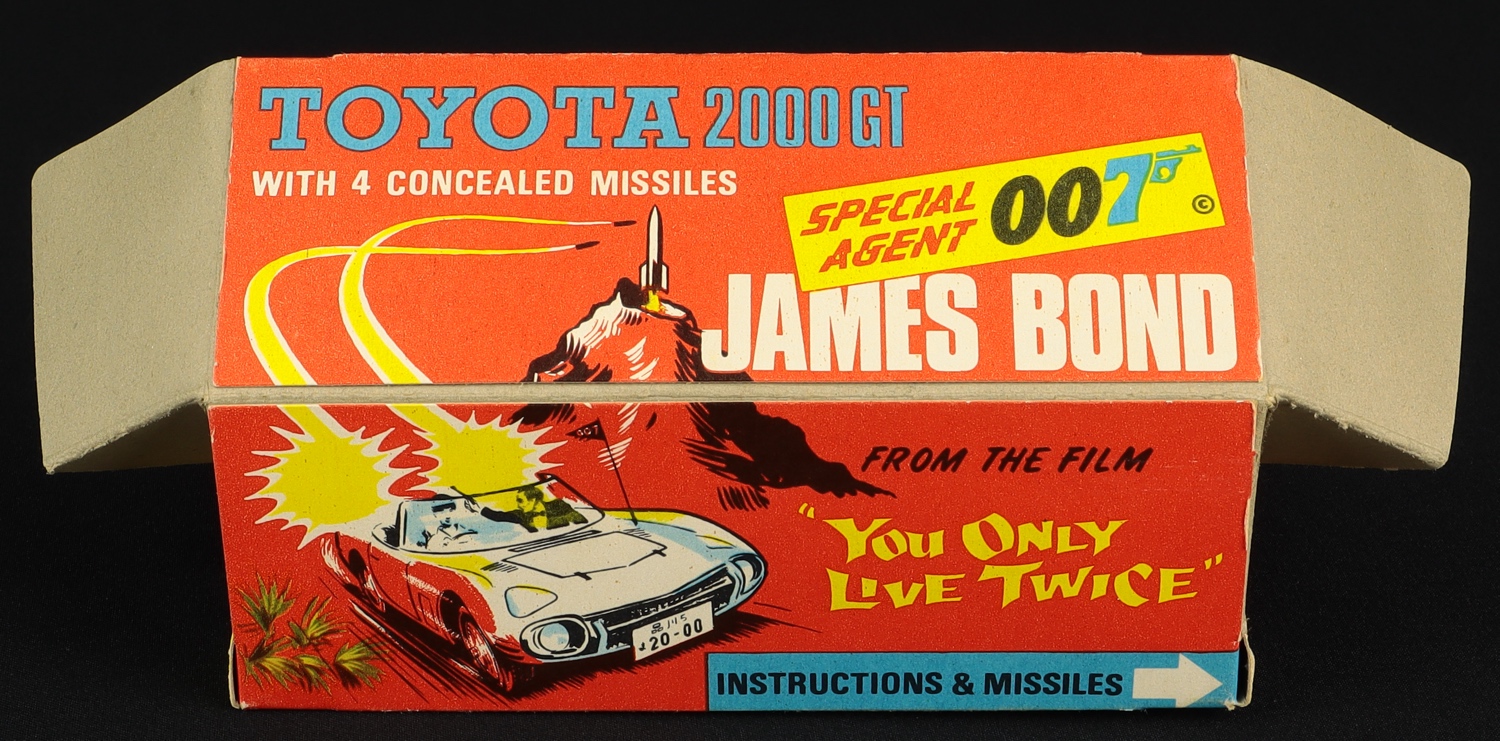 TOYOTA 2000 GT
WITH 4 CONCEALED MISSILES
SPECIAL
AGENT
007
©
JAMES BOND
FROM THE FILM
"YOU ONLY
LIVE TWICE"
007
20-00
INSTRUCTIONS & MISSILES